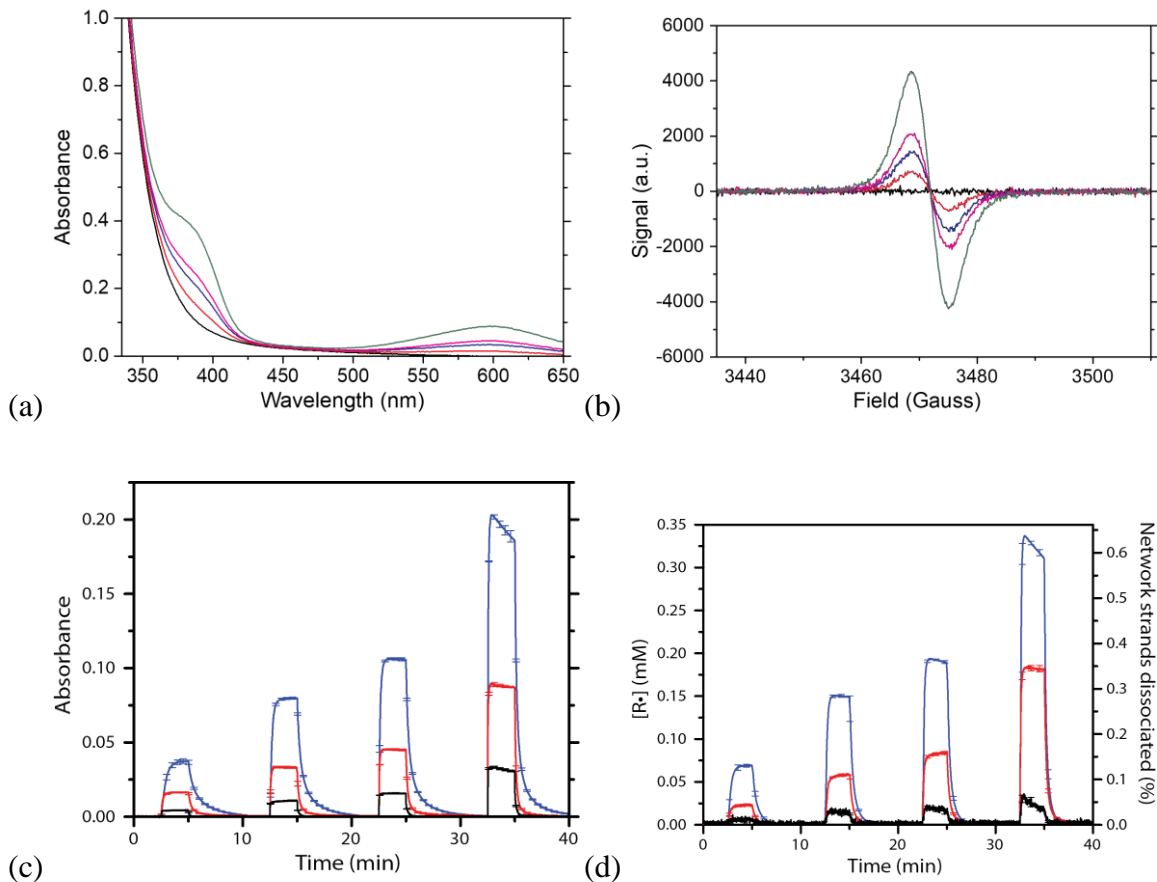 1.0
0.8
0.6
0.4
0.2
0.0
Absorbance
350 400 450 500 550 600 650
Wavelength (nm)
(a)
6000
4000
2000
0
-2000
-4000
-6000
Signal (a.u.)
3440 3460 3480 3500
Field (Gauss)
(b)
0.20
0.15
0.10
0.05
0.00
Absorbance
0 10 20 30 40
Time (min)
(c)
0.35
0.30
0.25
0.20
0.15
0.10
0.05
0.00
[R•] (mM)
0.6
0.5
0.4
0.3
0.2
0.1
0.0
Network strands dissociated (%)
0 10 20 30 40
Time (min)
(d)